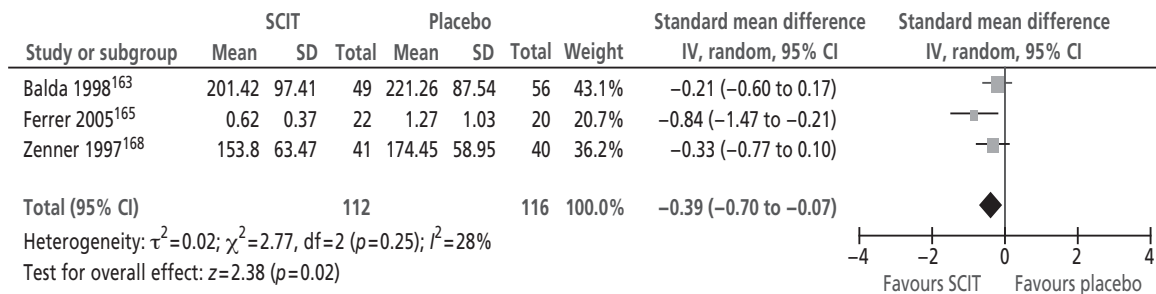 SCIT Placebo Standard mean difference Standard mean difference
Study or subgroup Mean SD Total Mean SD Total Weight IV, random, 95% CI IV, random, 95% CI
Balda 1998¹⁶³ 201.42 97.41 49 221.26 87.54 56 43.1% −0.21 (−0.60 to 0.17)
Ferrer 2005¹⁶⁵ 0.62 0.37 22 1.27 1.03 20 20.7% −0.84 (−1.47 to −0.21)
Zenner 1997¹⁶⁸ 153.8 63.47 41 174.45 58.95 40 36.2% −0.33 (−0.77 to 0.10)
Total (95% CI) 112 116 100.0% −0.39 (−0.70 to −0.07)
Heterogeneity: τ²=0.02; χ²=2.77, df=2 (p=0.25); I²=28%
Test for overall effect: z=2.38 (p=0.02)
−4 −2 0 2 4
Favours SCIT Favours placebo